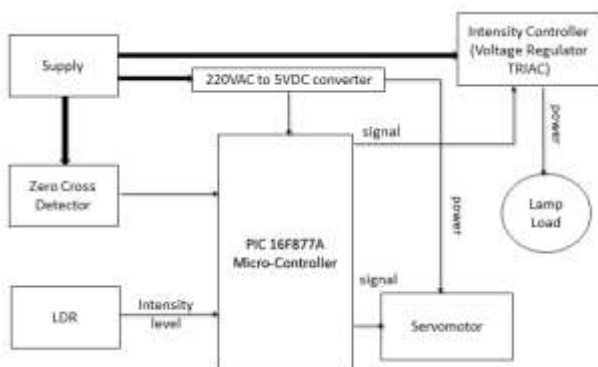 Supply
Intensity Controller
(Voltage Regulator
TRIAC)
220VAC to 5VDC converter
signal
power
Zero Cross
Detector
Lamp
Load
PIC 16F877A
Micro-Controller
power
signal
LDR
Intensity
level
Servomotor